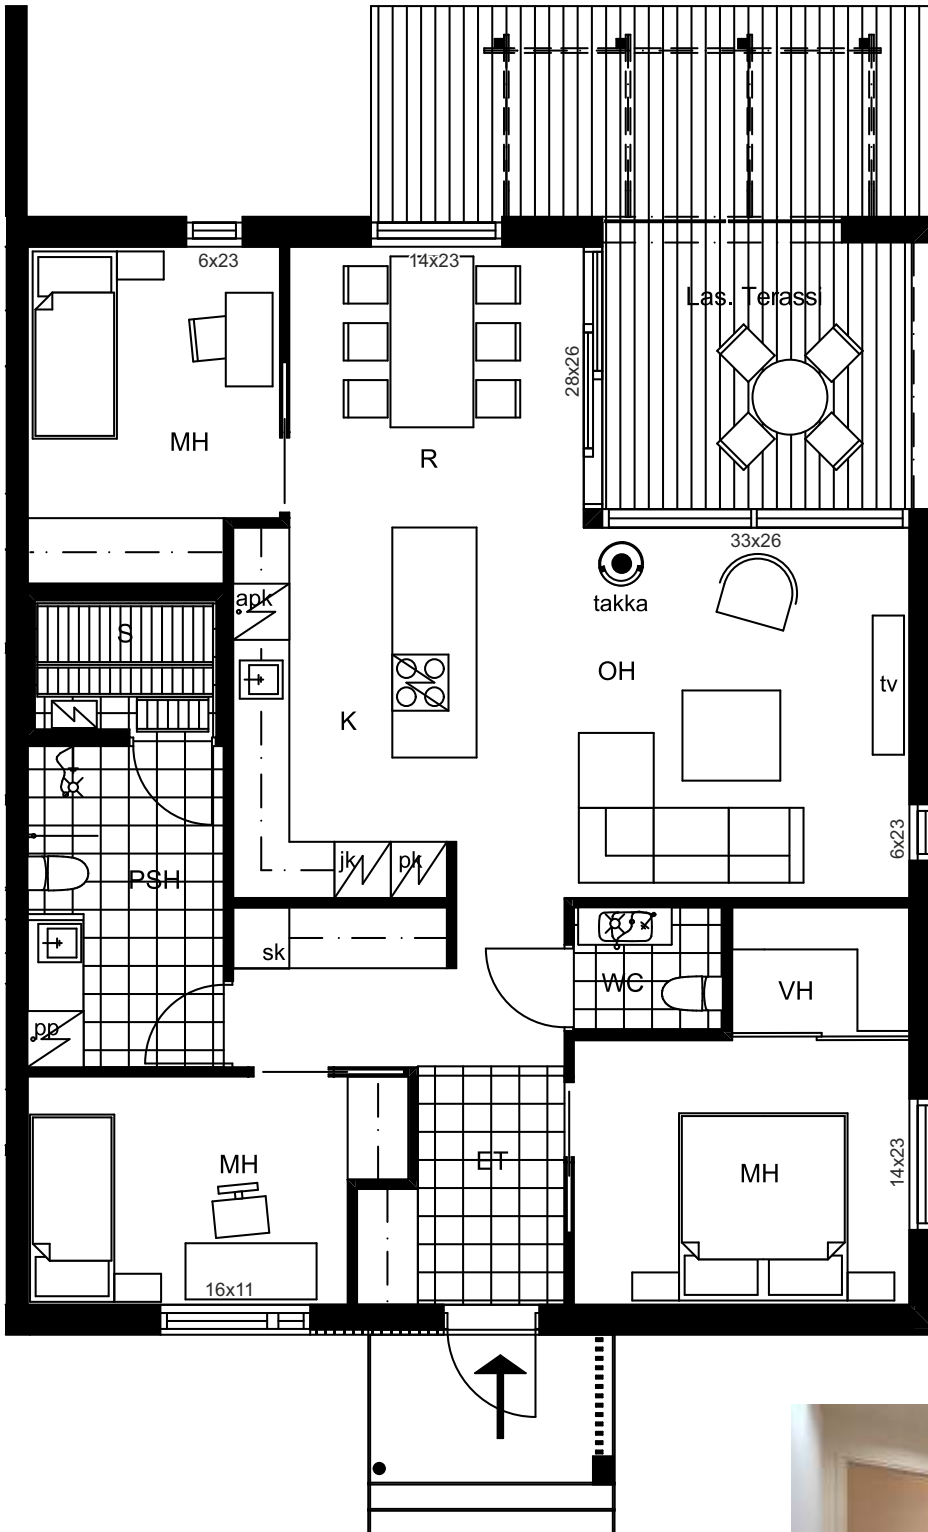 6x23
14x23
Las. Terassi
28x26
MH
R
33x26
takka
apk
S
OH
tv
K
6x23
jk
pk
PSH
sk
WC
VH
pp
MH
ET
MH
14x23
16x11